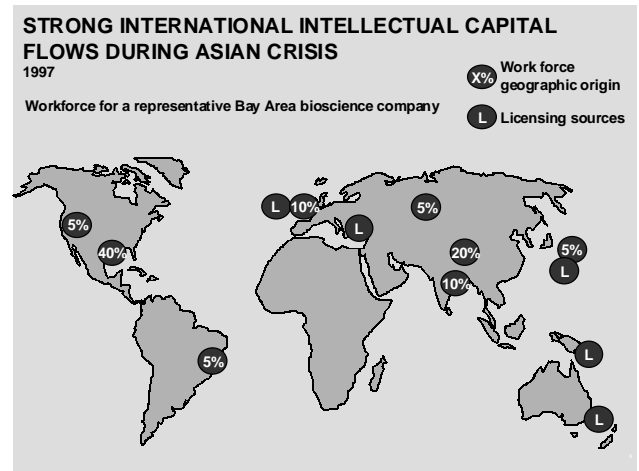 STRONG INTERNATIONAL INTELLECTUAL CAPITAL
FLOWS DURING ASIAN CRISIS
1997
X% Work force
geographic origin
Workforce for a representative Bay Area bioscience company
L Licensing sources
L 10% 5%
5% L
40% 20% 5%
10% L
5% L
L